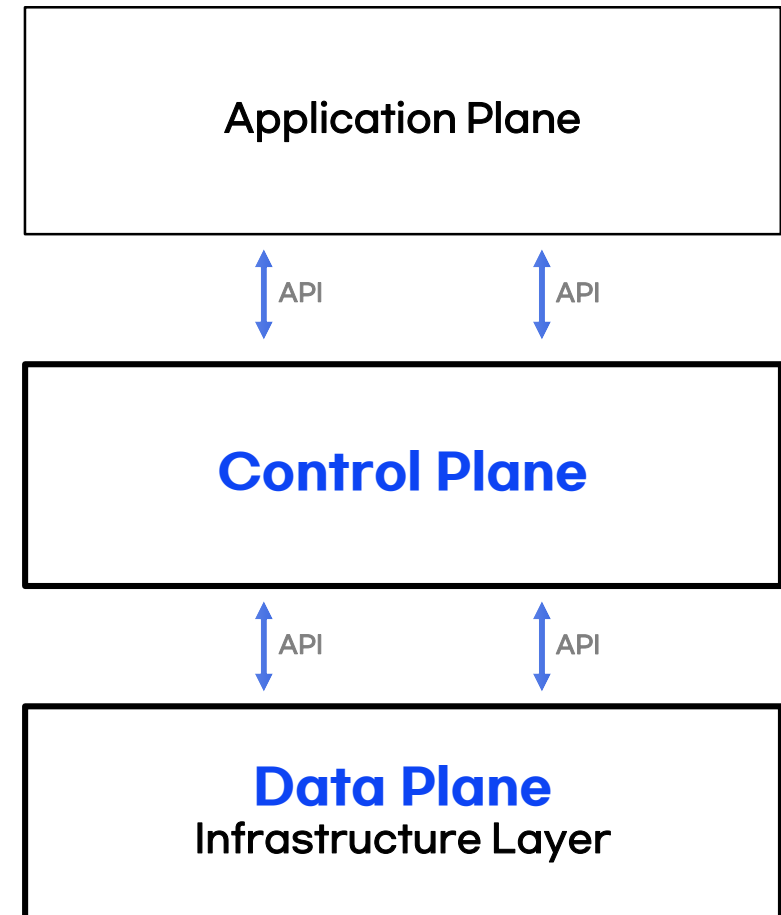 Application Plane
API API
Control Plane
API API
Data Plane
Infrastructure Layer